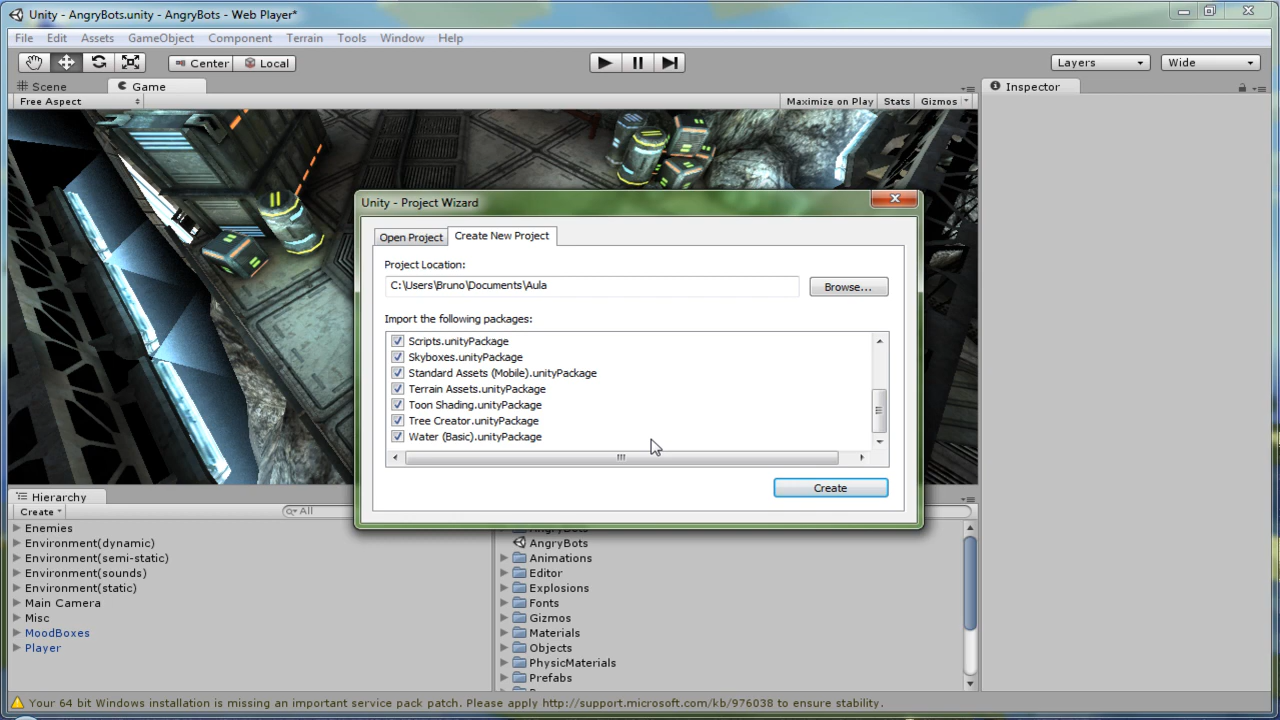 Unity - AngryBots.unity - AngryBots - Web Player*
File Edit Assets GameObject Component Terrain Tools Window Help
Center Local Layers Wide
Scene Game Inspector
Free Aspect Maximize on Play Stats Gizmos
Unity - Project Wizard
Open Project Create New Project
Project Location:
C:\Users\Bruno\Documents\Aula Browse...
Import the following packages:
Scripts.unityPackage
Skyboxes.unityPackage
Standard Assets (Mobile).unityPackage
Terrain Assets.unityPackage
Toon Shading.unityPackage
Tree Creator.unityPackage
Water (Basic).unityPackage
Create
Hierarchy
Create All
Enemies
Environment(dynamic)
Environment(semi-static)
Environment(sounds)
Environment(static)
Main Camera
Misc
MoodBoxes
Player
AngryBots
AngryBots
Animations
Editor
Explosions
Fonts
Gizmos
Materials
Objects
PhysicMaterials
Prefabs
Your 64 bit Windows installation is missing an important service pack patch. Please apply http://support.microsoft.com/kb/976038 to ensure stability.